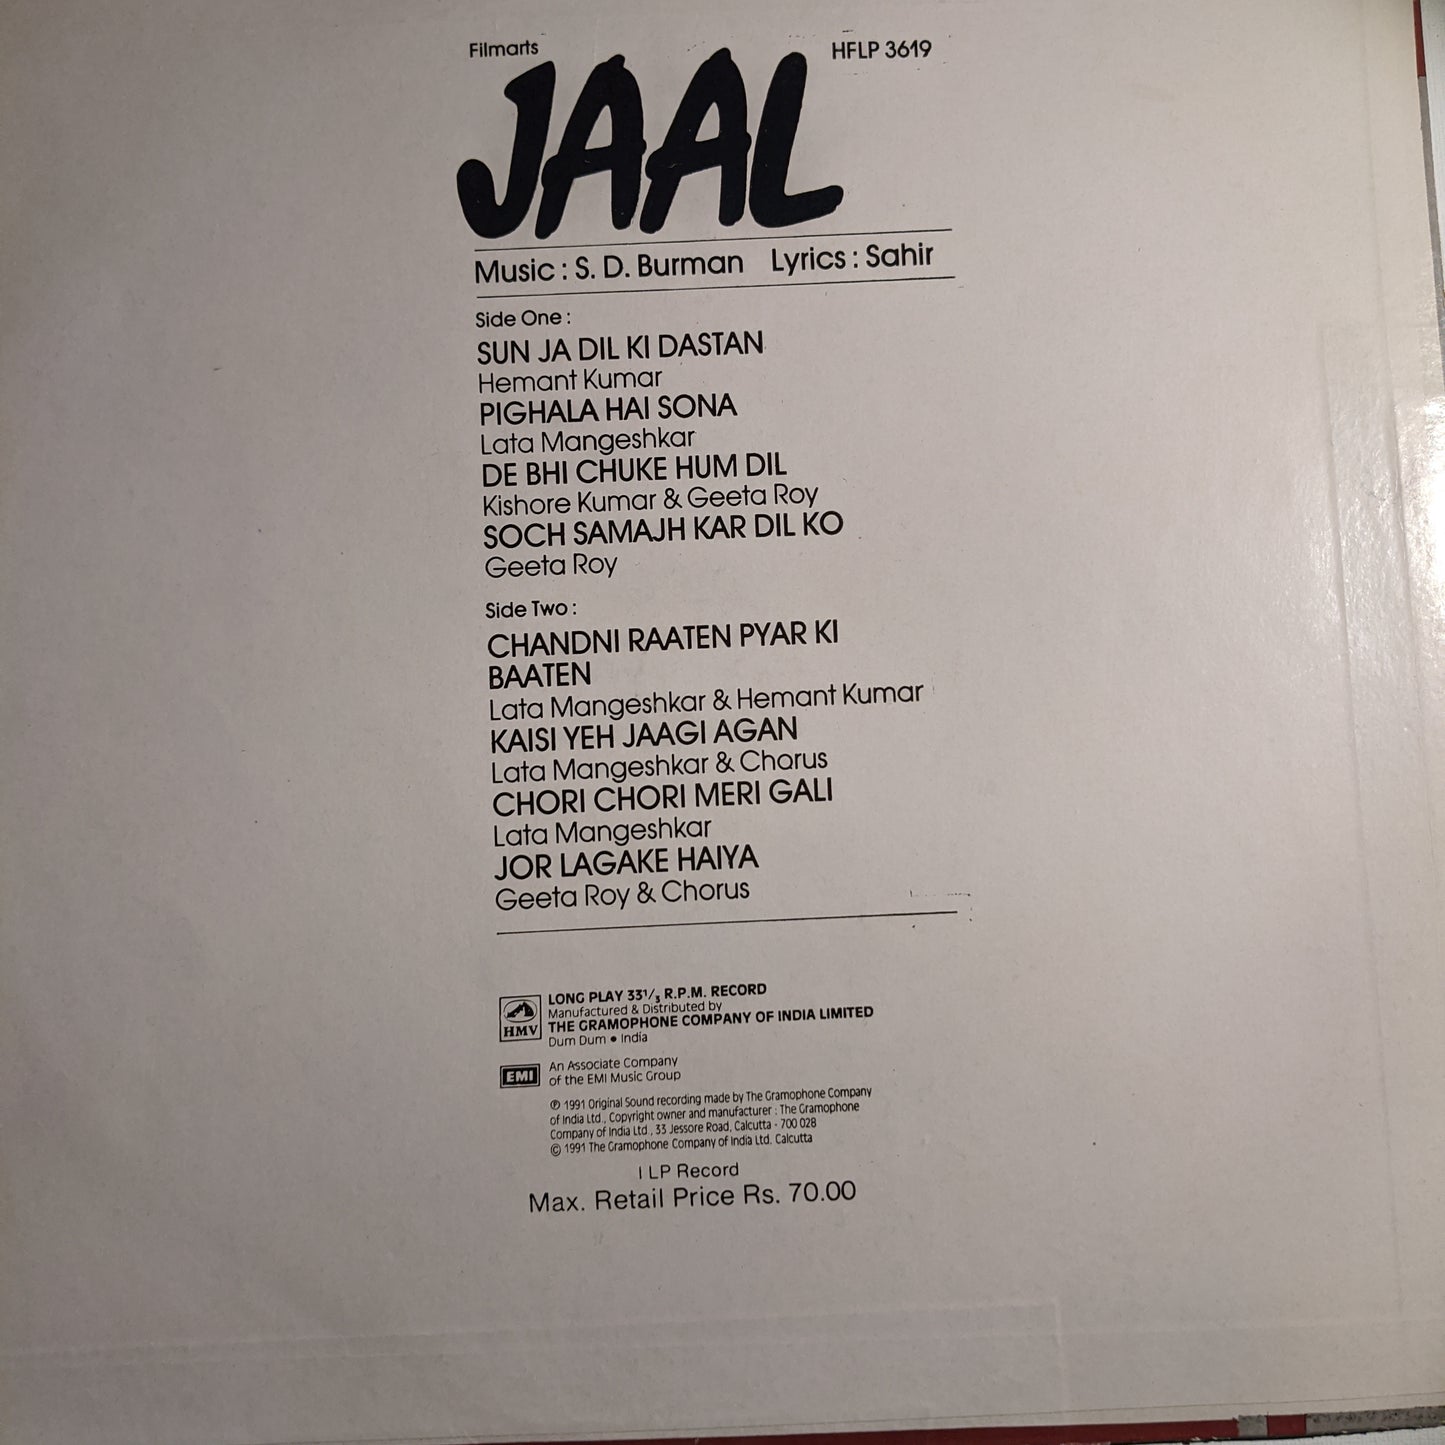 Filmarts
HFLP 3619
JAAL
Music : S. D. Burman Lyrics : Sahir
Side One :
SUN JA DIL KI DASTAN
Hemant Kumar
PIGHALA HAI SONA
Lata Mangeshkar
DE BHI CHUKE HUM DIL
Kishore Kumar & Geeta Roy
SOCH SAMAJH KAR DIL KO
Geeta Roy
Side Two :
CHANDNI RAATEN PYAR KI
BAATEN
Lata Mangeshkar & Hemant Kumar
KAISI YEH JAAGI AGAN
Lata Mangeshkar & Chorus
CHORI CHORI MERI GALI
Lata Mangeshkar
JOR LAGAKE HAIYA
Geeta Roy & Chorus
HMV
LONG PLAY 33 1/3 R.P.M. RECORD
Manufactured & Distributed by
THE GRAMOPHONE COMPANY OF INDIA LIMITED
Dum Dum • India
EMI
An Associate Company
of the EMI Music Group
℗ 1991 Original Sound recording made by The Gramophone Company
of India Ltd., Copyright owner and manufacturer : The Gramophone
Company of India Ltd., 33 Jessore Road, Calcutta - 700 028
© 1991 The Gramophone Company of India Ltd. Calcutta
I LP Record
Max. Retail Price Rs. 70.00